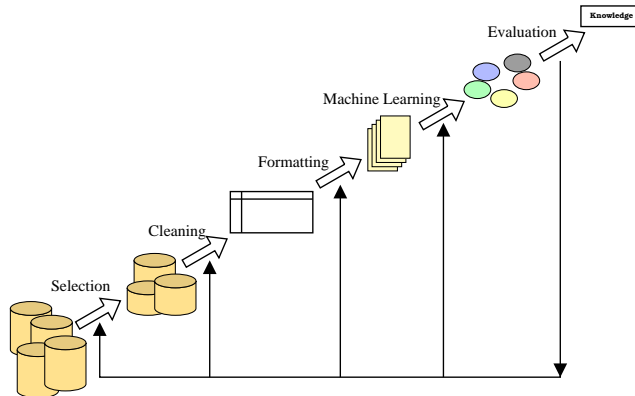 Knowledge
Evaluation
Machine Learning
Formatting
Cleaning
Selection